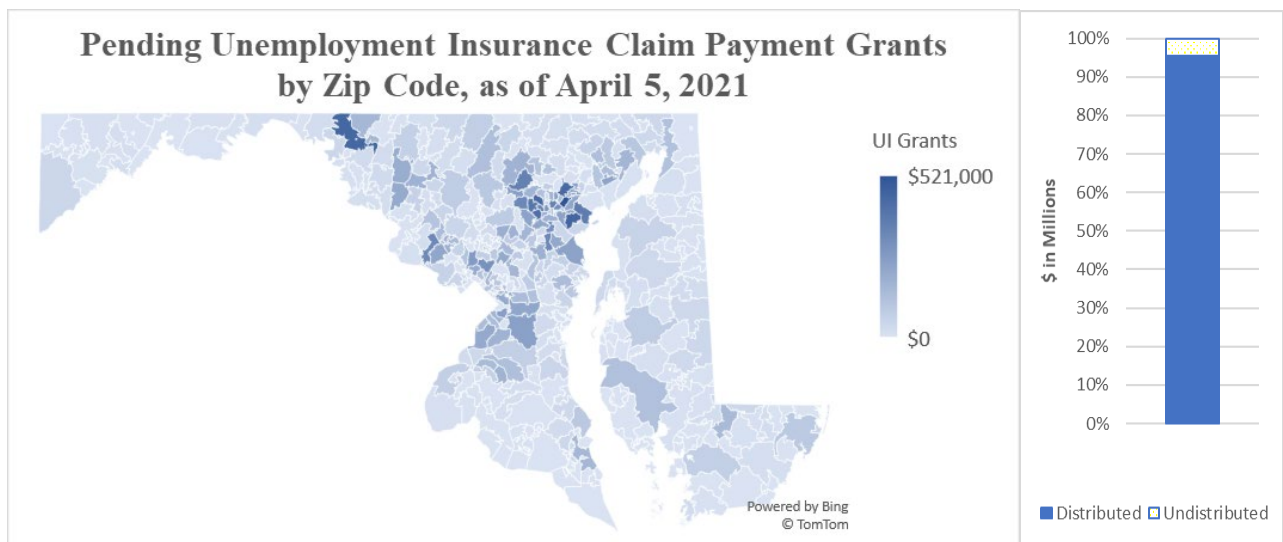 Pending Unemployment Insurance Claim Payment Grants
by Zip Code, as of April 5, 2021
UI Grants
$521,000
$0
Powered by Bing
© TomTom
$ in Millions
100%
90%
80%
70%
60%
50%
40%
30%
20%
10%
0%
Distributed
Undistributed